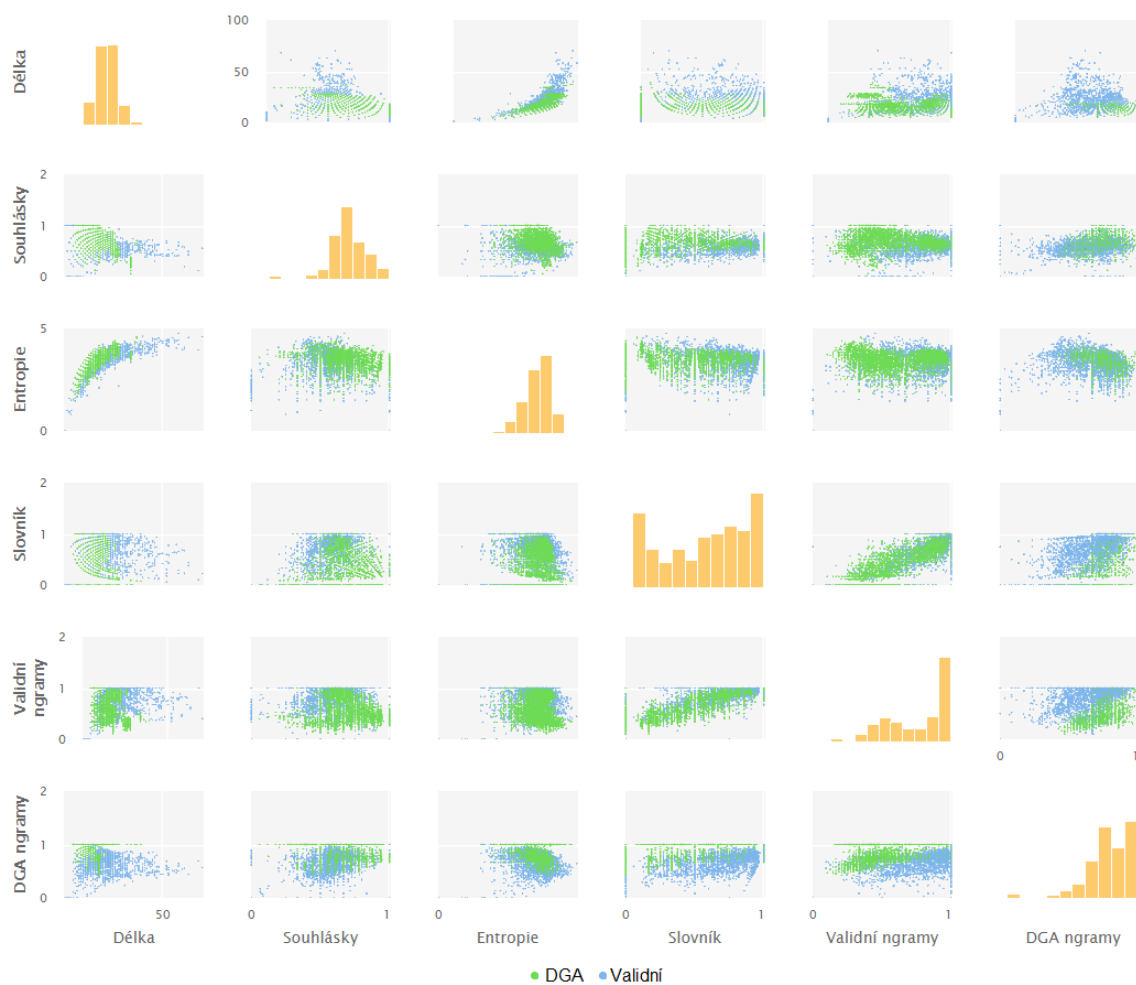 100
50
0
Délka
2
1
0
Souhlásky
5
0
Entropie
2
1
0
Slovník
2
1
0
Validní
ngramy
0
1
2
1
0
DGA ngramy
50
0
1
0
0
1
0
1
Délka
Souhlásky
Entropie
Slovník
Validní ngramy
DGA ngramy
DGA
Validní